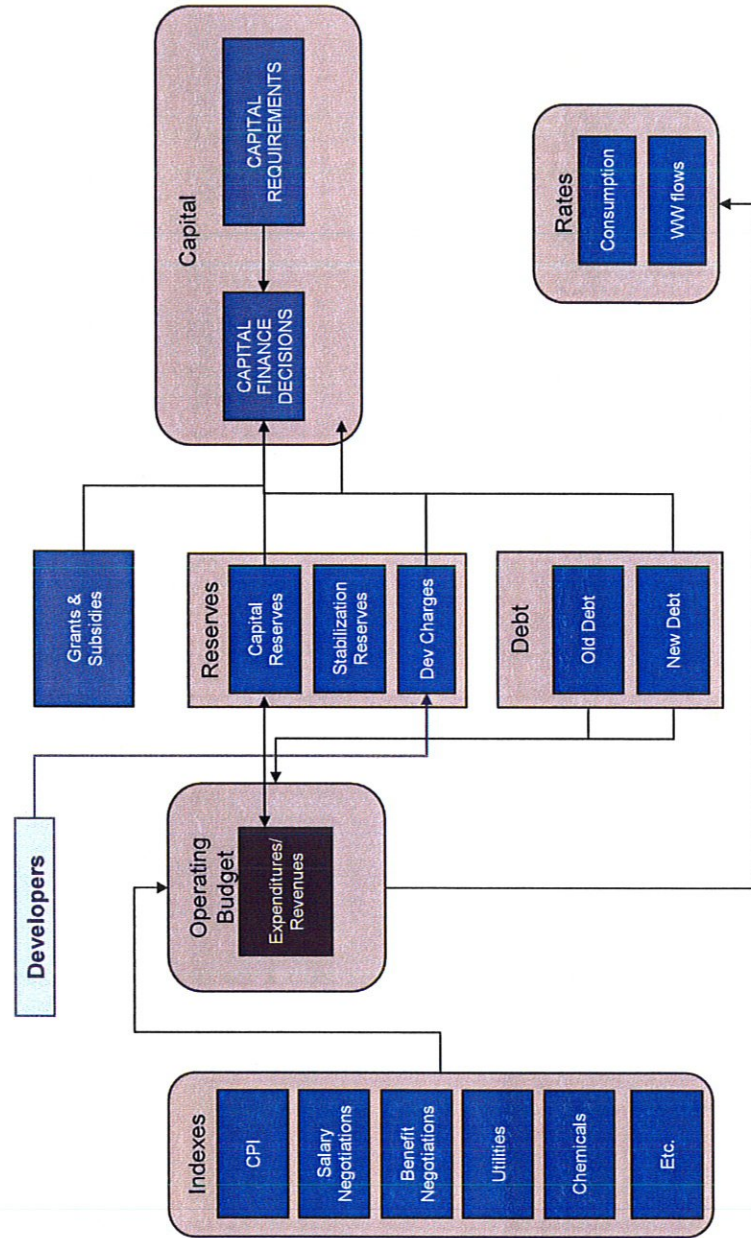 Developers
Indexes
CPI
Salary
Negotiations
Benefit
Negotiations
Utilities
Chemicals
Etc.
Operating
Budget
Expenditures/
Revenues
Grants &
Subsidies
Reserves
Capital
Reserves
Stabilization
Reserves
Dev Charges
Debt
Old Debt
New Debt
Capital
CAPITAL
FINANCE
DECISIONS
CAPITAL
REQUIREMENTS
Rates
Consumption
WW flows